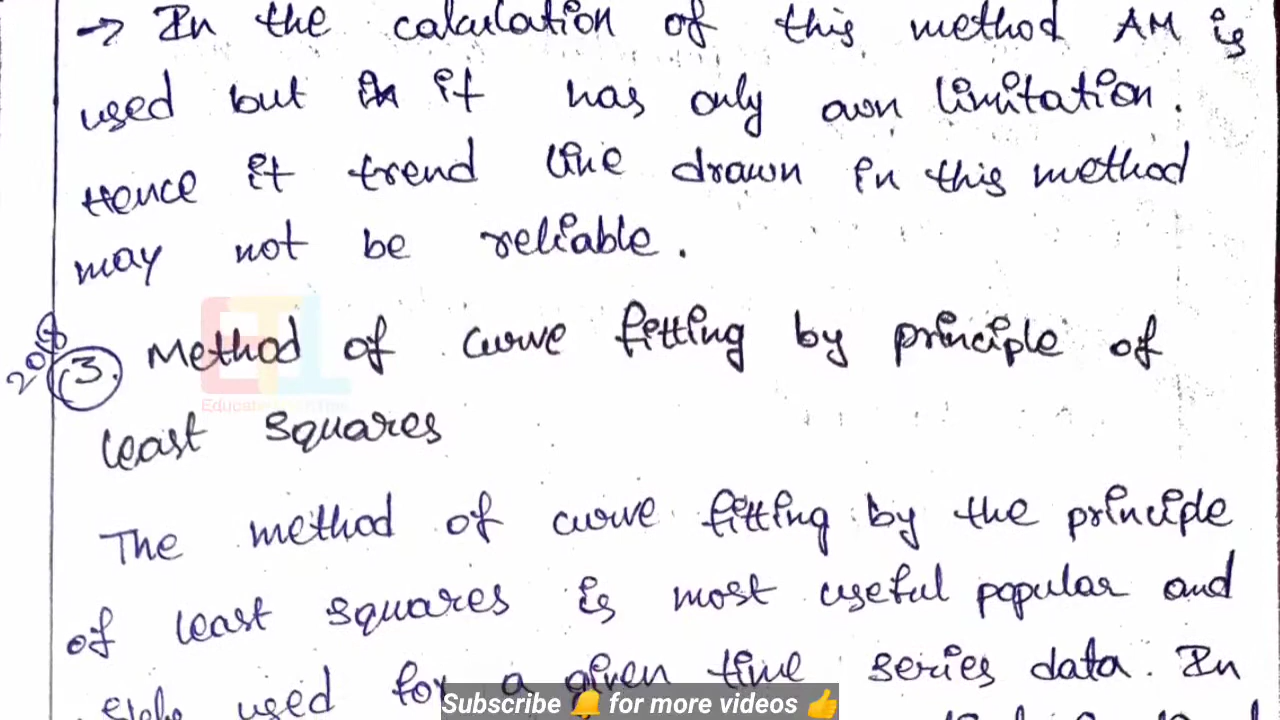 → In the calculation of this method AM is
used but it has only own limitation.
Hence it trend line drawn in this method
may not be reliable.
3. Method of curve fitting by principle of
least squares
The method of curve fitting by the principle
of least squares is most useful popular and
used for a given time series data. In
Subscribe 🔔 for more videos 👍